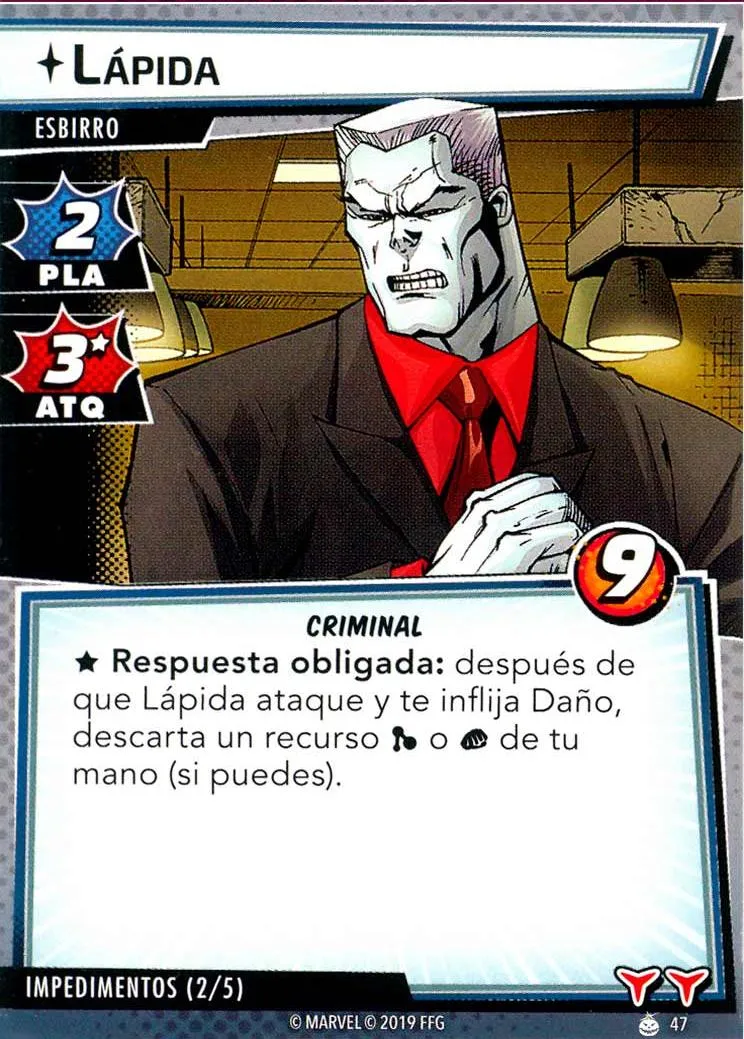 LÁPIDA
ESBIRRO
2
PLA
3
ATQ
9
CRIMINAL
★ Respuesta obligada: después de
que Lápida ataque y te inflija Daño,
descarta un recurso o de tu
mano (si puedes).
IMPEDIMENTOS (2/5)
© MARVEL © 2019 FFG
47